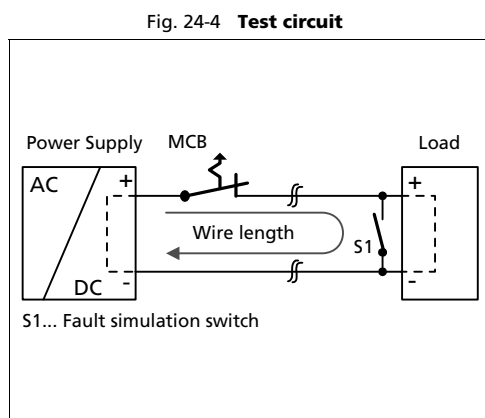 Fig. 24-4 Test circuit
Power Supply MCB Load
AC + +
Wire length S1
DC - -
S1... Fault simulation switch